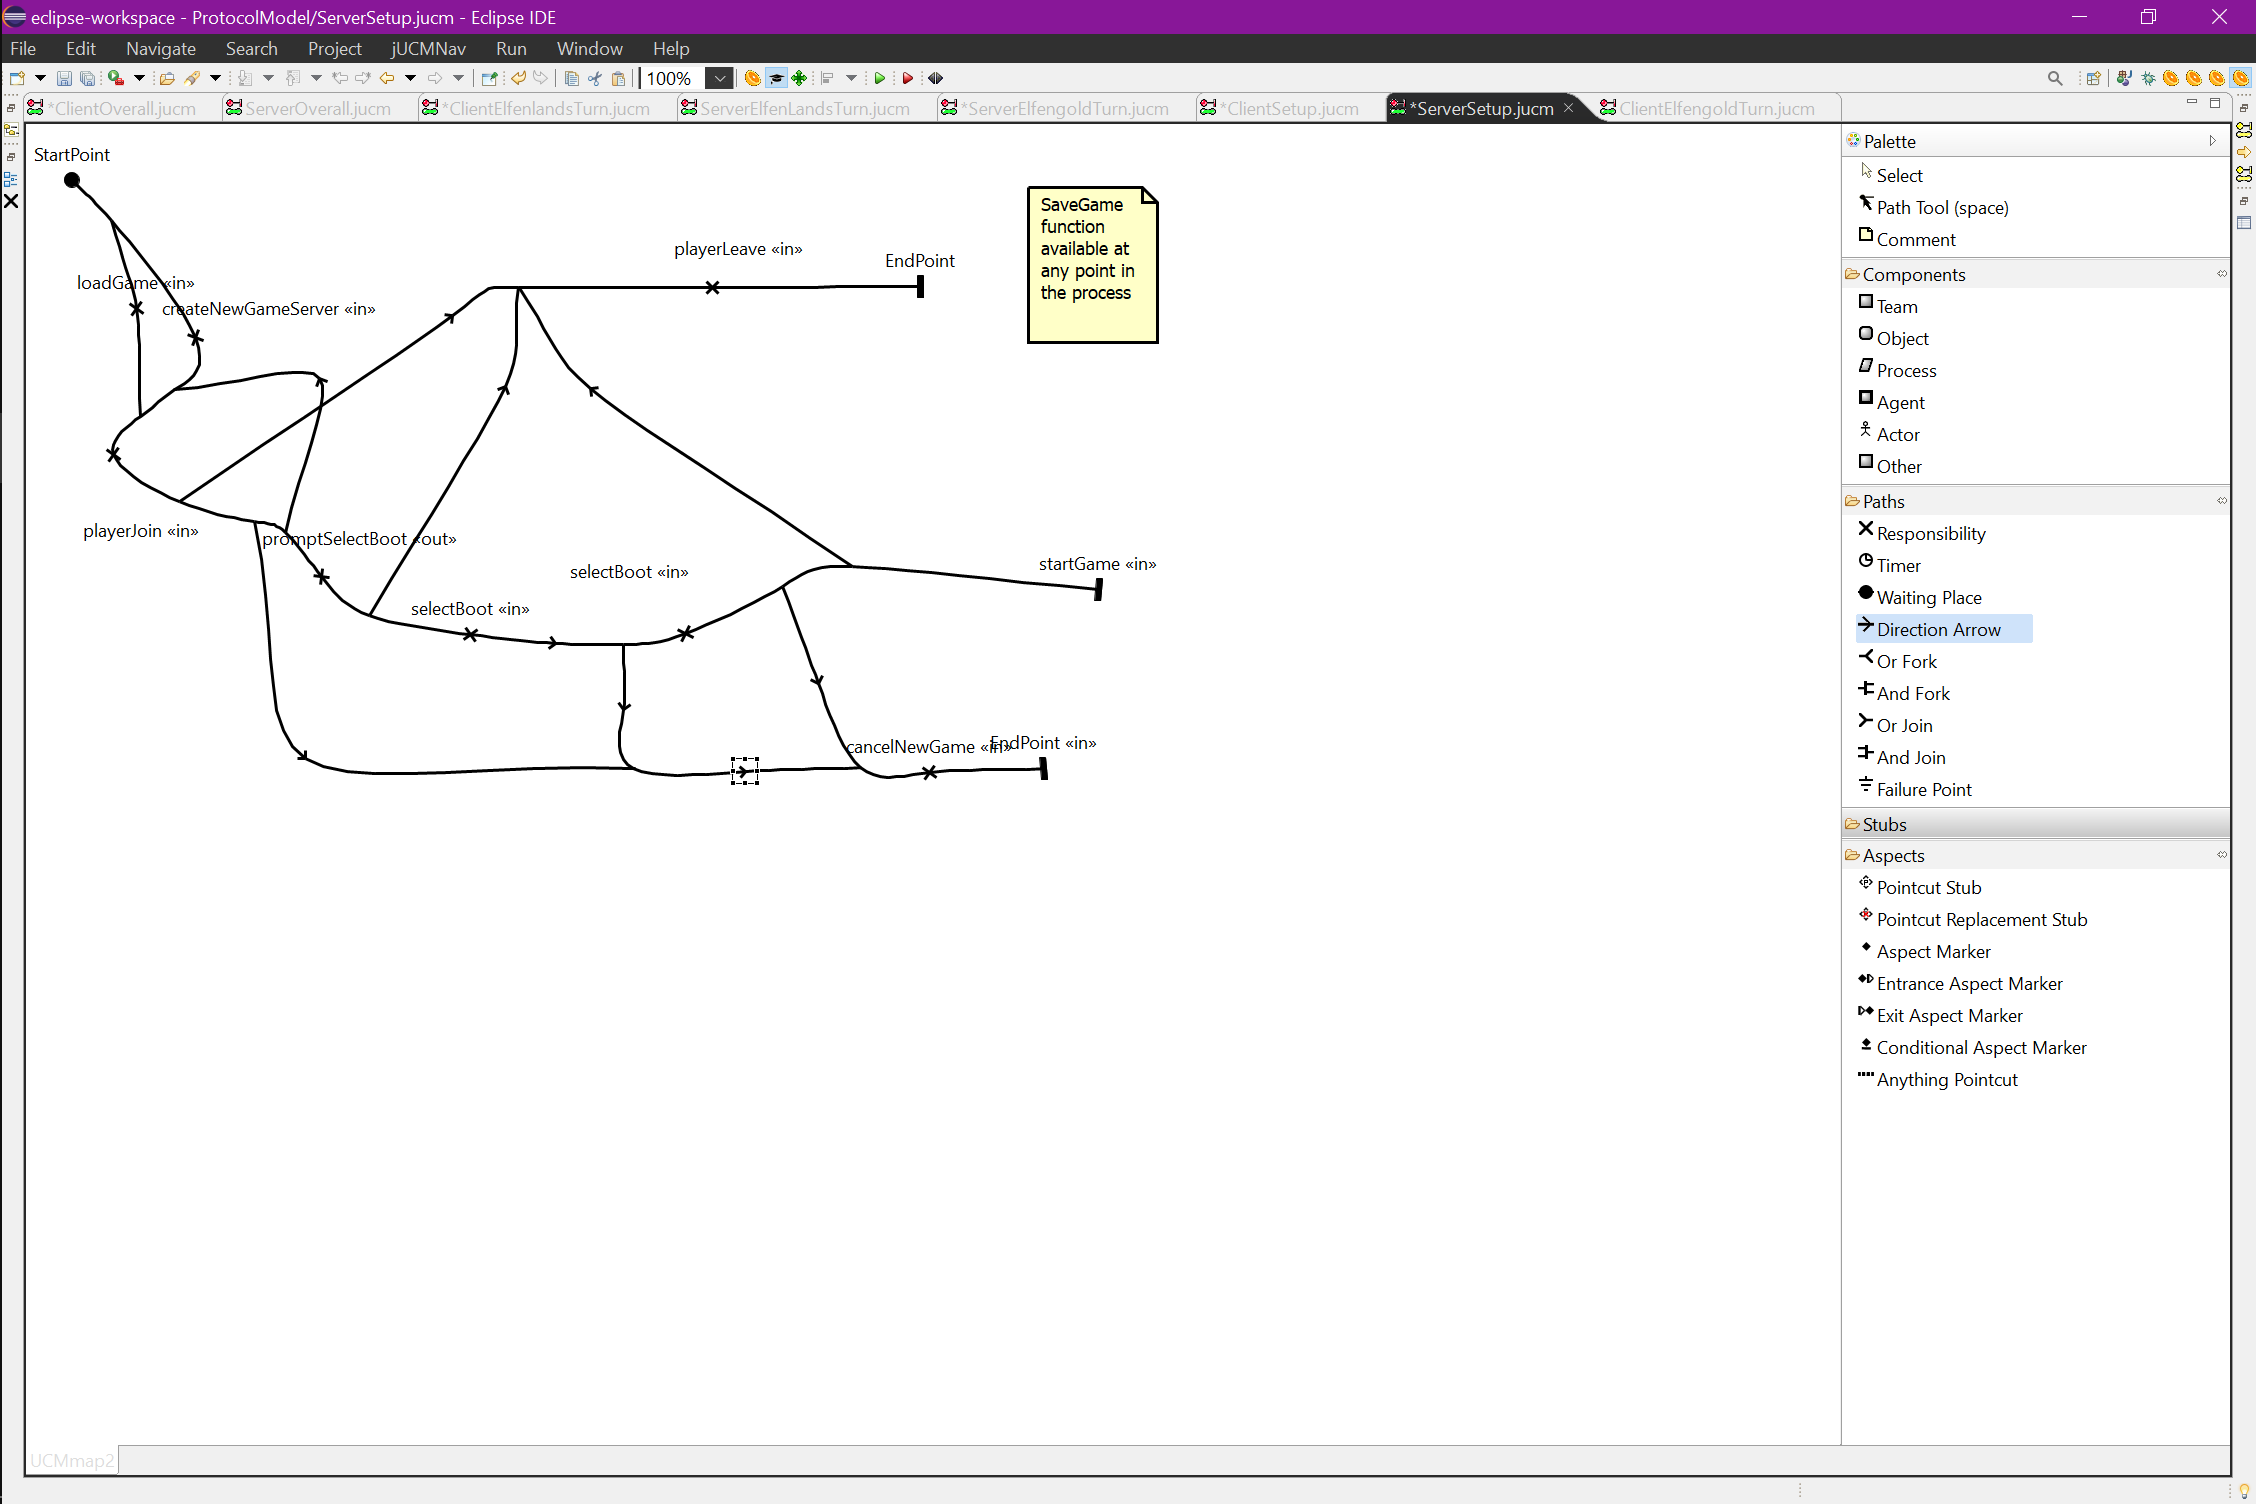 eclipse-workspace - ProtocolModel/ServerSetup.jucm - Eclipse IDE
File Edit Navigate Search Project jUCMNav Run Window Help
100%
*ClientOverall.jucm ServerOverall.jucm *ClientElfenlandsTurn.jucm ServerElfenLandsTurn.jucm *ServerElfengoldTurn.jucm *ClientSetup.jucm *ServerSetup.jucm ClientElfengoldTurn.jucm
StartPoint
loadGame «in»
createNewGameServer «in»
playerLeave «in»
EndPoint
SaveGame
function
available at
any point in
the process
playerJoin «in»
promptSelectBoot «out»
selectBoot «in»
selectBoot «in»
startGame «in»
cancelNewGame «in»
EndPoint «in»
Palette
Select
Path Tool (space)
Comment
Components
Team
Object
Process
Agent
Actor
Other
Paths
Responsibility
Timer
Waiting Place
Direction Arrow
Or Fork
And Fork
Or Join
And Join
Failure Point
Stubs
Aspects
Pointcut Stub
Pointcut Replacement Stub
Aspect Marker
Entrance Aspect Marker
Exit Aspect Marker
Conditional Aspect Marker
Anything Pointcut
UCMmap2